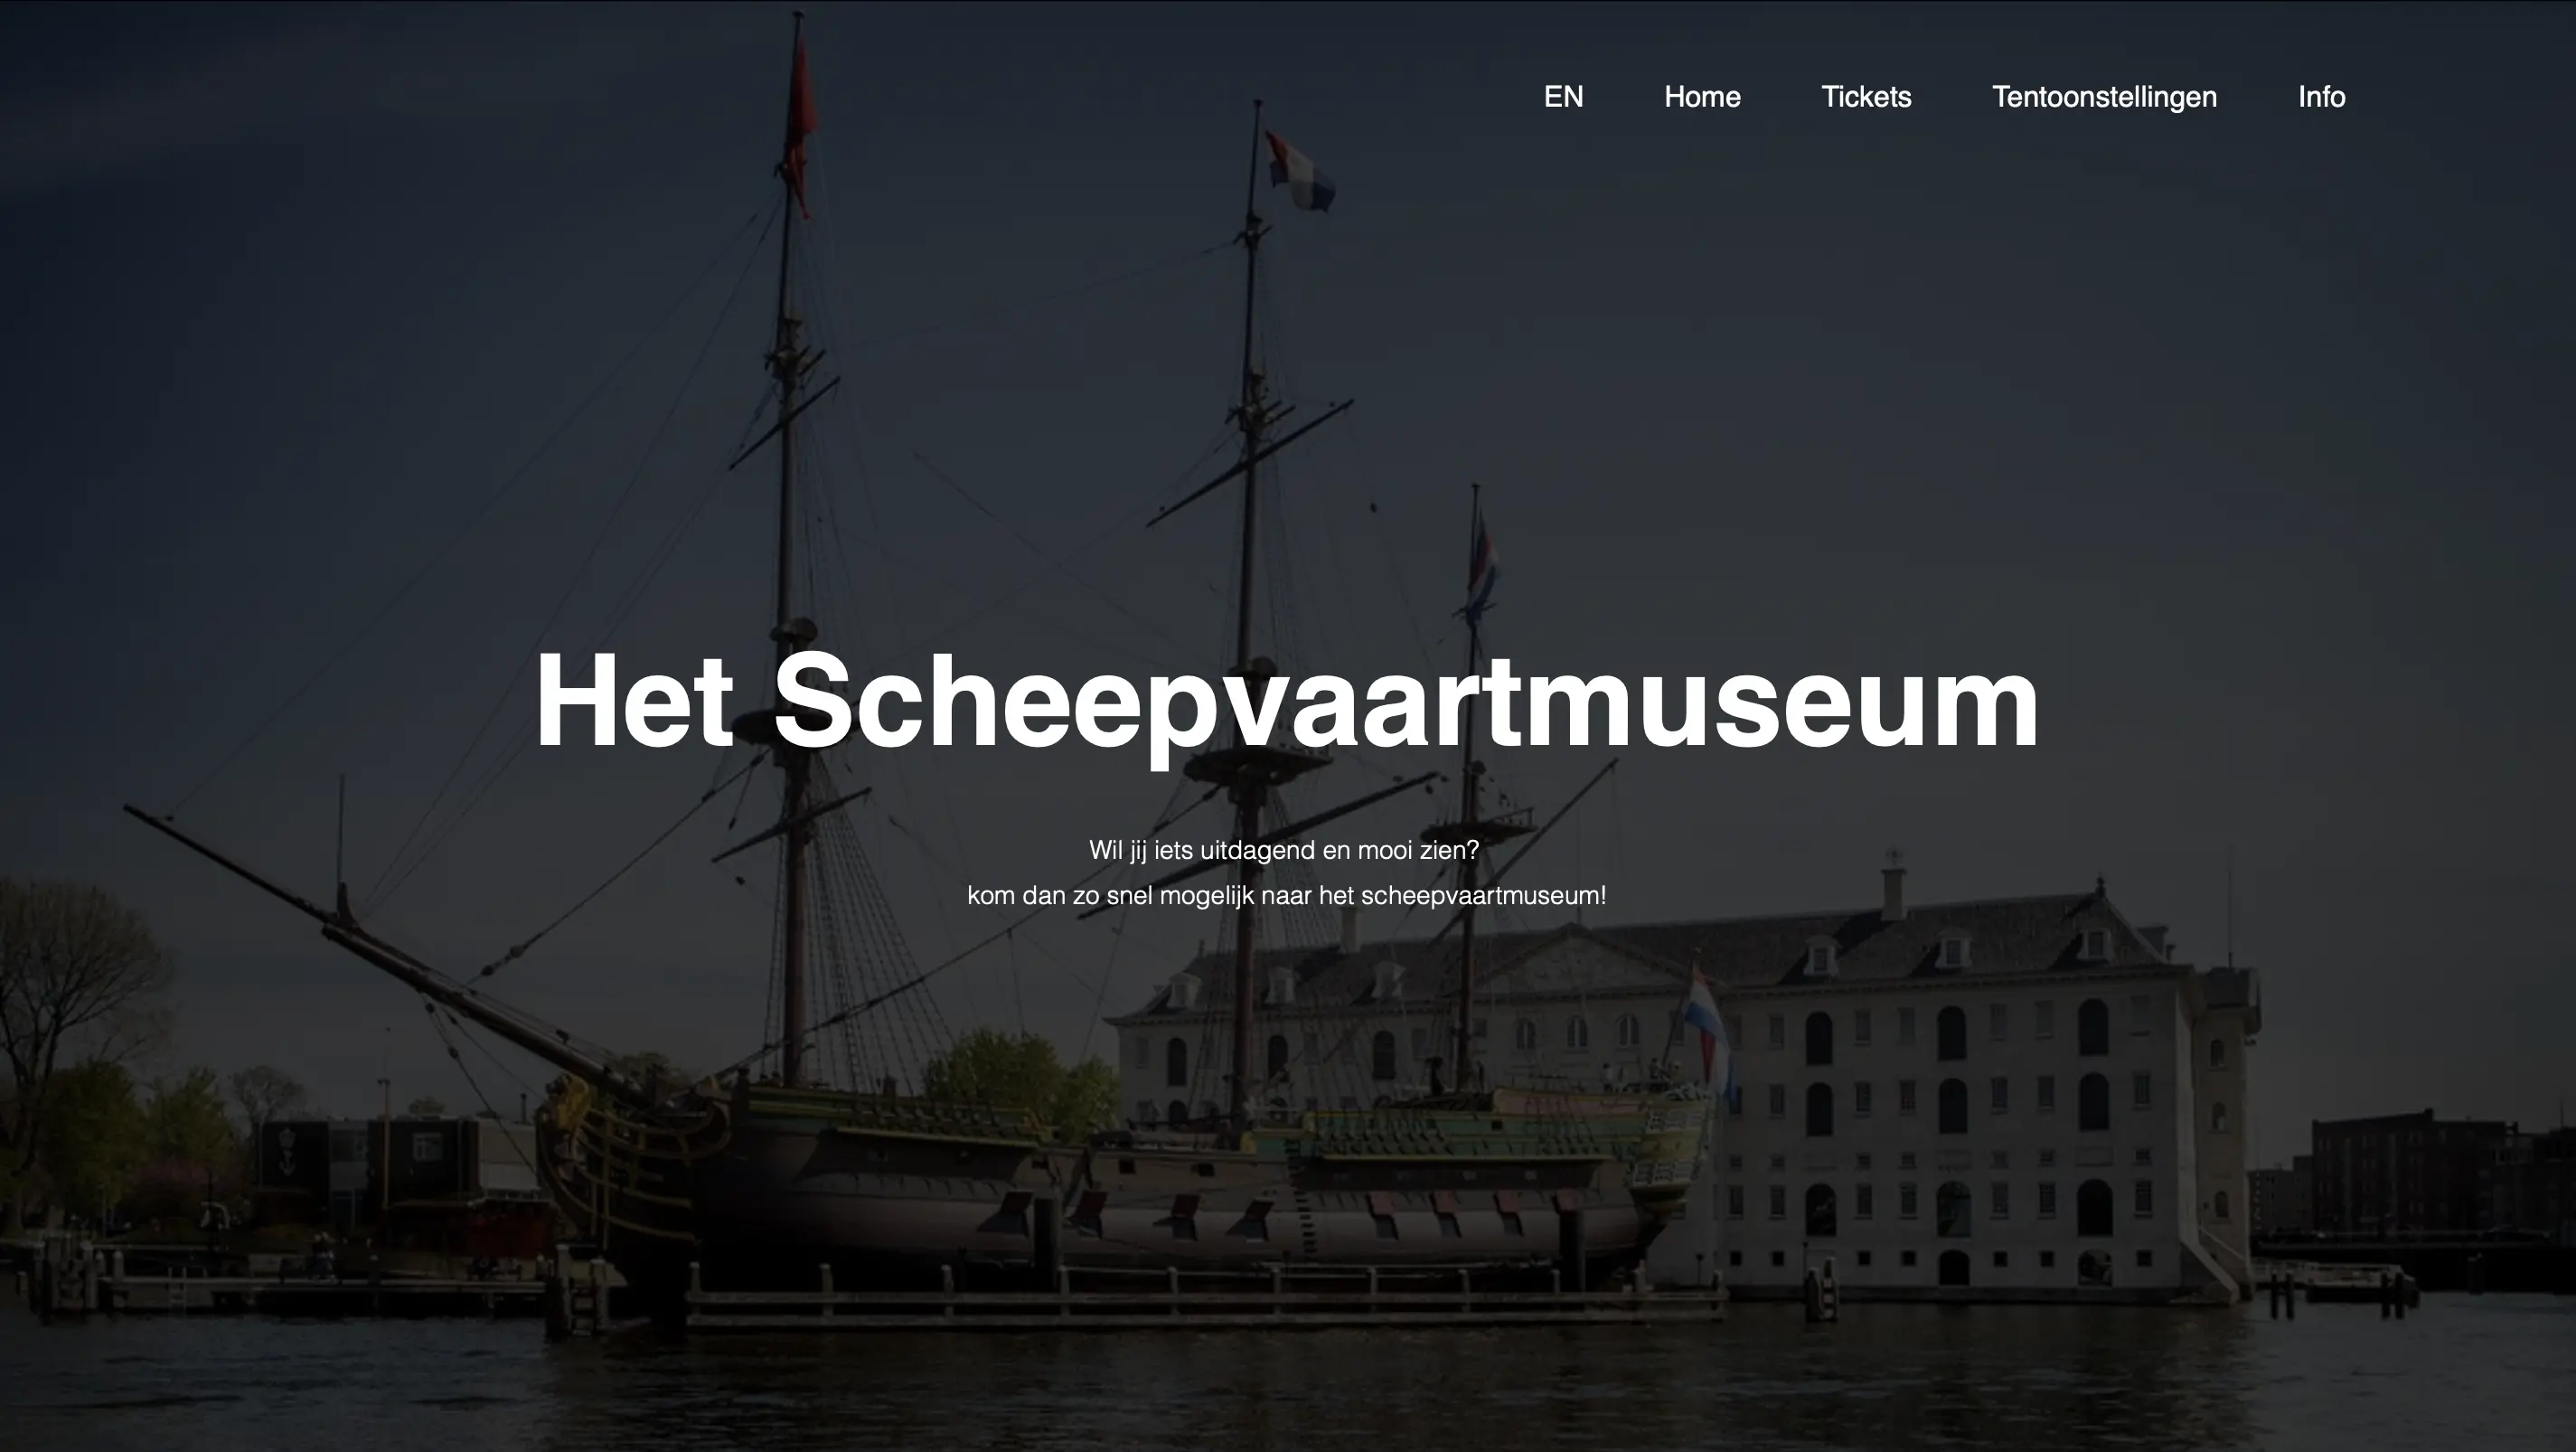 EN Home Tickets Tentoonstellingen Info
Het Scheepvaartmuseum
Wil jij iets uitdagend en mooi zien?
kom dan zo snel mogelijk naar het scheepvaartmuseum!